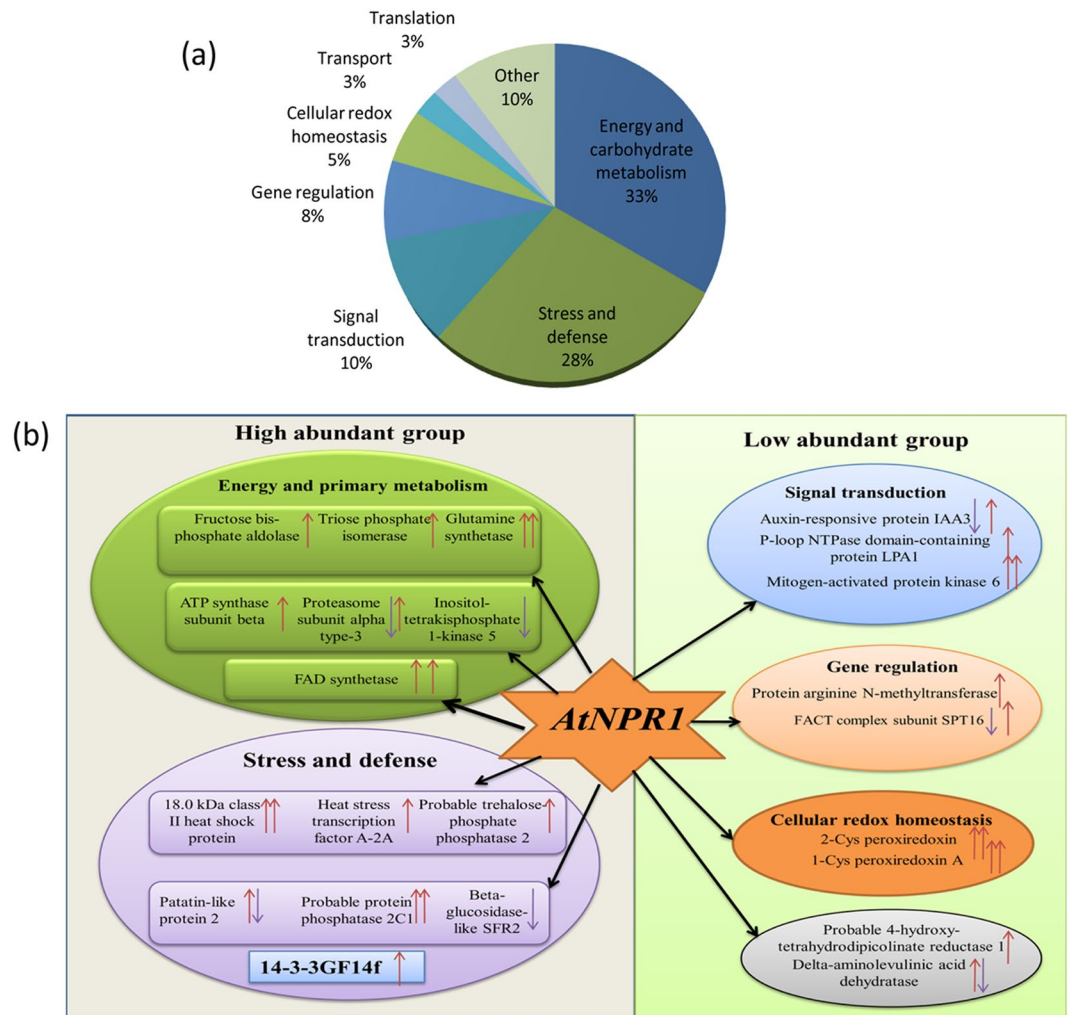 (a)
Translation
3%
Transport
3%
Cellular redox
homeostasis
5%
Gene regulation
8%
Signal
transduction
10%
Other
10%
Energy and
carbohydrate
metabolism
33%
Stress and
defense
28%
(b)
High abundant group
Energy and primary metabolism
Fructose bis-
phosphate aldolase
Triose phosphate
isomerase
Glutamine
synthetase
ATP synthase
subunit beta
Proteasome
subunit alpha
type-3
Inositol-
tetrakisphosphate
1-kinase 5
FAD synthetase
Stress and defense
18.0 kDa class
II heat shock
protein
Heat stress
transcription
factor A-2A
Probable trehalose-
phosphate
phosphatase 2
Patatin-like
protein 2
Probable protein
phosphatase 2C1
Beta-
glucosidase-
like SFR2
14-3-3GF14f
AtNPR1
Low abundant group
Signal transduction
Auxin-responsive protein IAA3
P-loop NTPase domain-containing
protein LPA1
Mitogen-activated protein kinase 6
Gene regulation
Protein arginine N-methyltransferase
FACT complex subunit SPT16
Cellular redox homeostasis
2-Cys peroxiredoxin
1-Cys peroxiredoxin A
Probable 4-hydroxy-
tetrahydrodipicolinate reductase 1
Delta-aminolevulinic acid
dehydratase